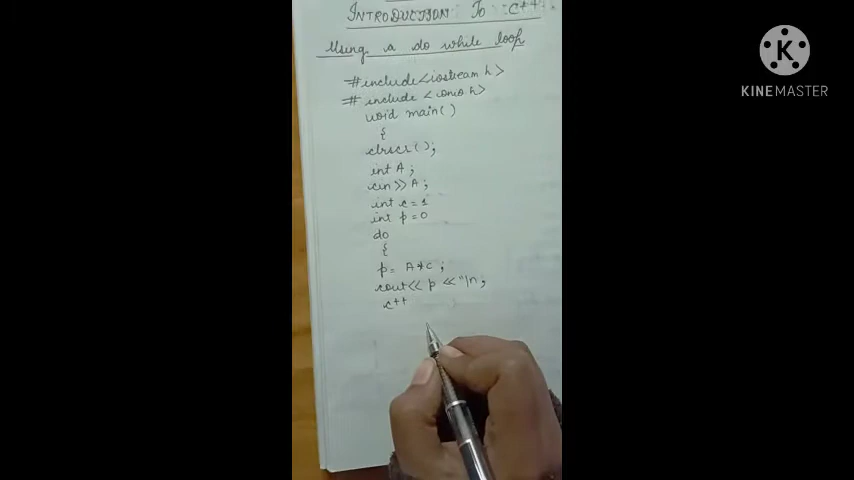 INTRODUCTION TO C++
Using a do while loop
#include<iostream.h>
#include <conio.h>
void main()
{
clrscr();
int A;
cin>>A;
int c=1
int p=0
do
{
p= A*c;
cout<< p <<"\n;
c++
K
KINEMASTER